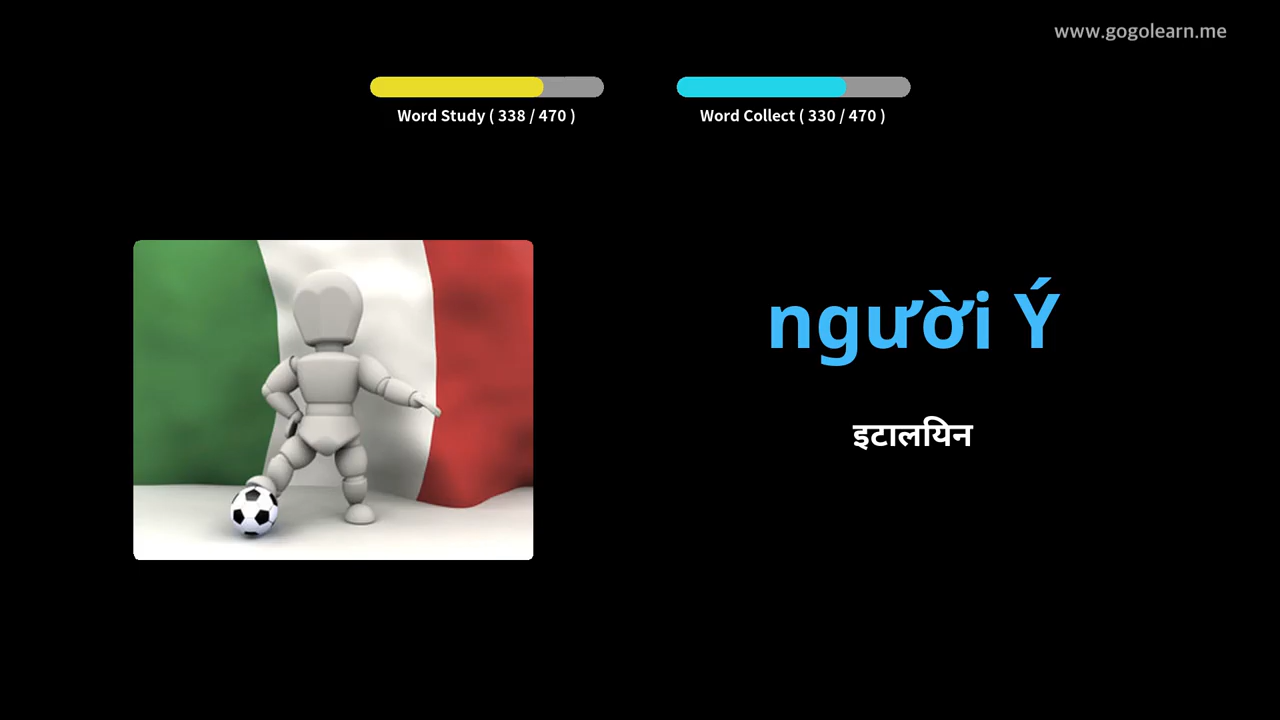 www.gogolearn.me
Word Study ( 338 / 470 )
Word Collect ( 330 / 470 )
người Ý
इटालयिन